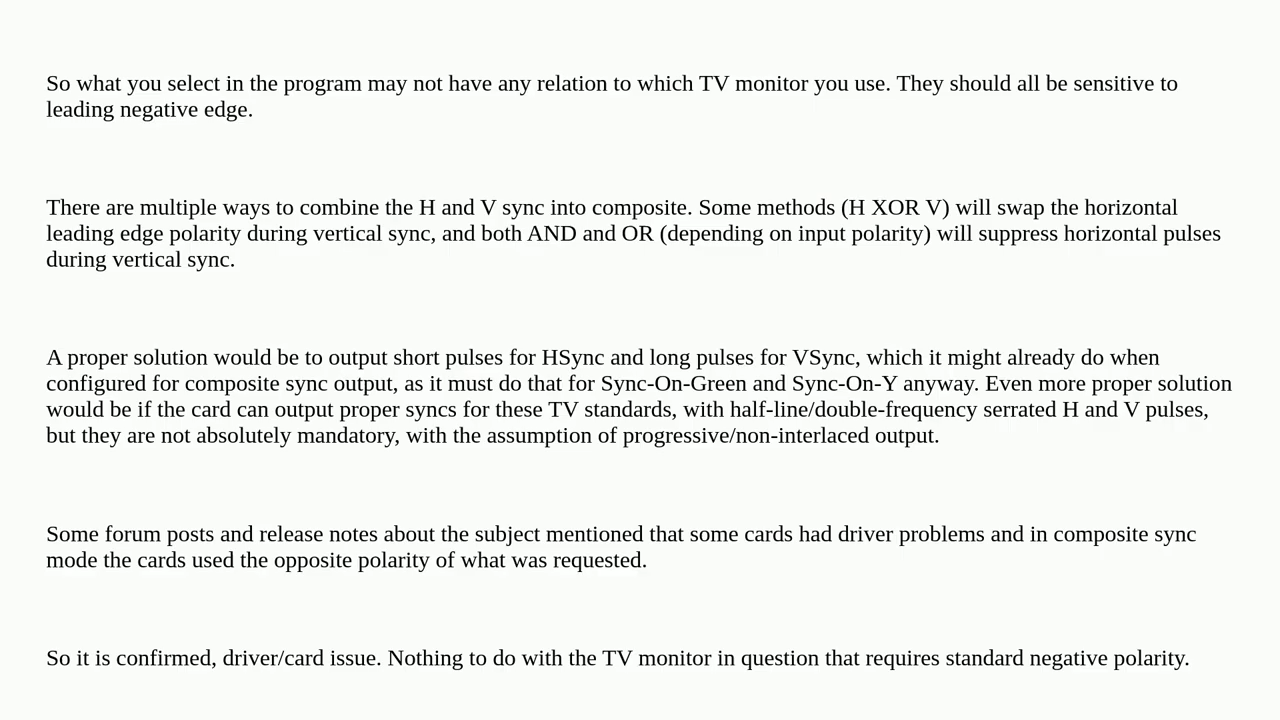 So what you select in the program may not have any relation to which TV monitor you use. They should all be sensitive to
leading negative edge.
There are multiple ways to combine the H and V sync into composite. Some methods (H XOR V) will swap the horizontal
leading edge polarity during vertical sync, and both AND and OR (depending on input polarity) will suppress horizontal pulses
during vertical sync.
A proper solution would be to output short pulses for HSync and long pulses for VSync, which it might already do when
configured for composite sync output, as it must do that for Sync-On-Green and Sync-On-Y anyway. Even more proper solution
would be if the card can output proper syncs for these TV standards, with half-line/double-frequency serrated H and V pulses,
but they are not absolutely mandatory, with the assumption of progressive/non-interlaced output.
Some forum posts and release notes about the subject mentioned that some cards had driver problems and in composite sync
mode the cards used the opposite polarity of what was requested.
So it is confirmed, driver/card issue. Nothing to do with the TV monitor in question that requires standard negative polarity.